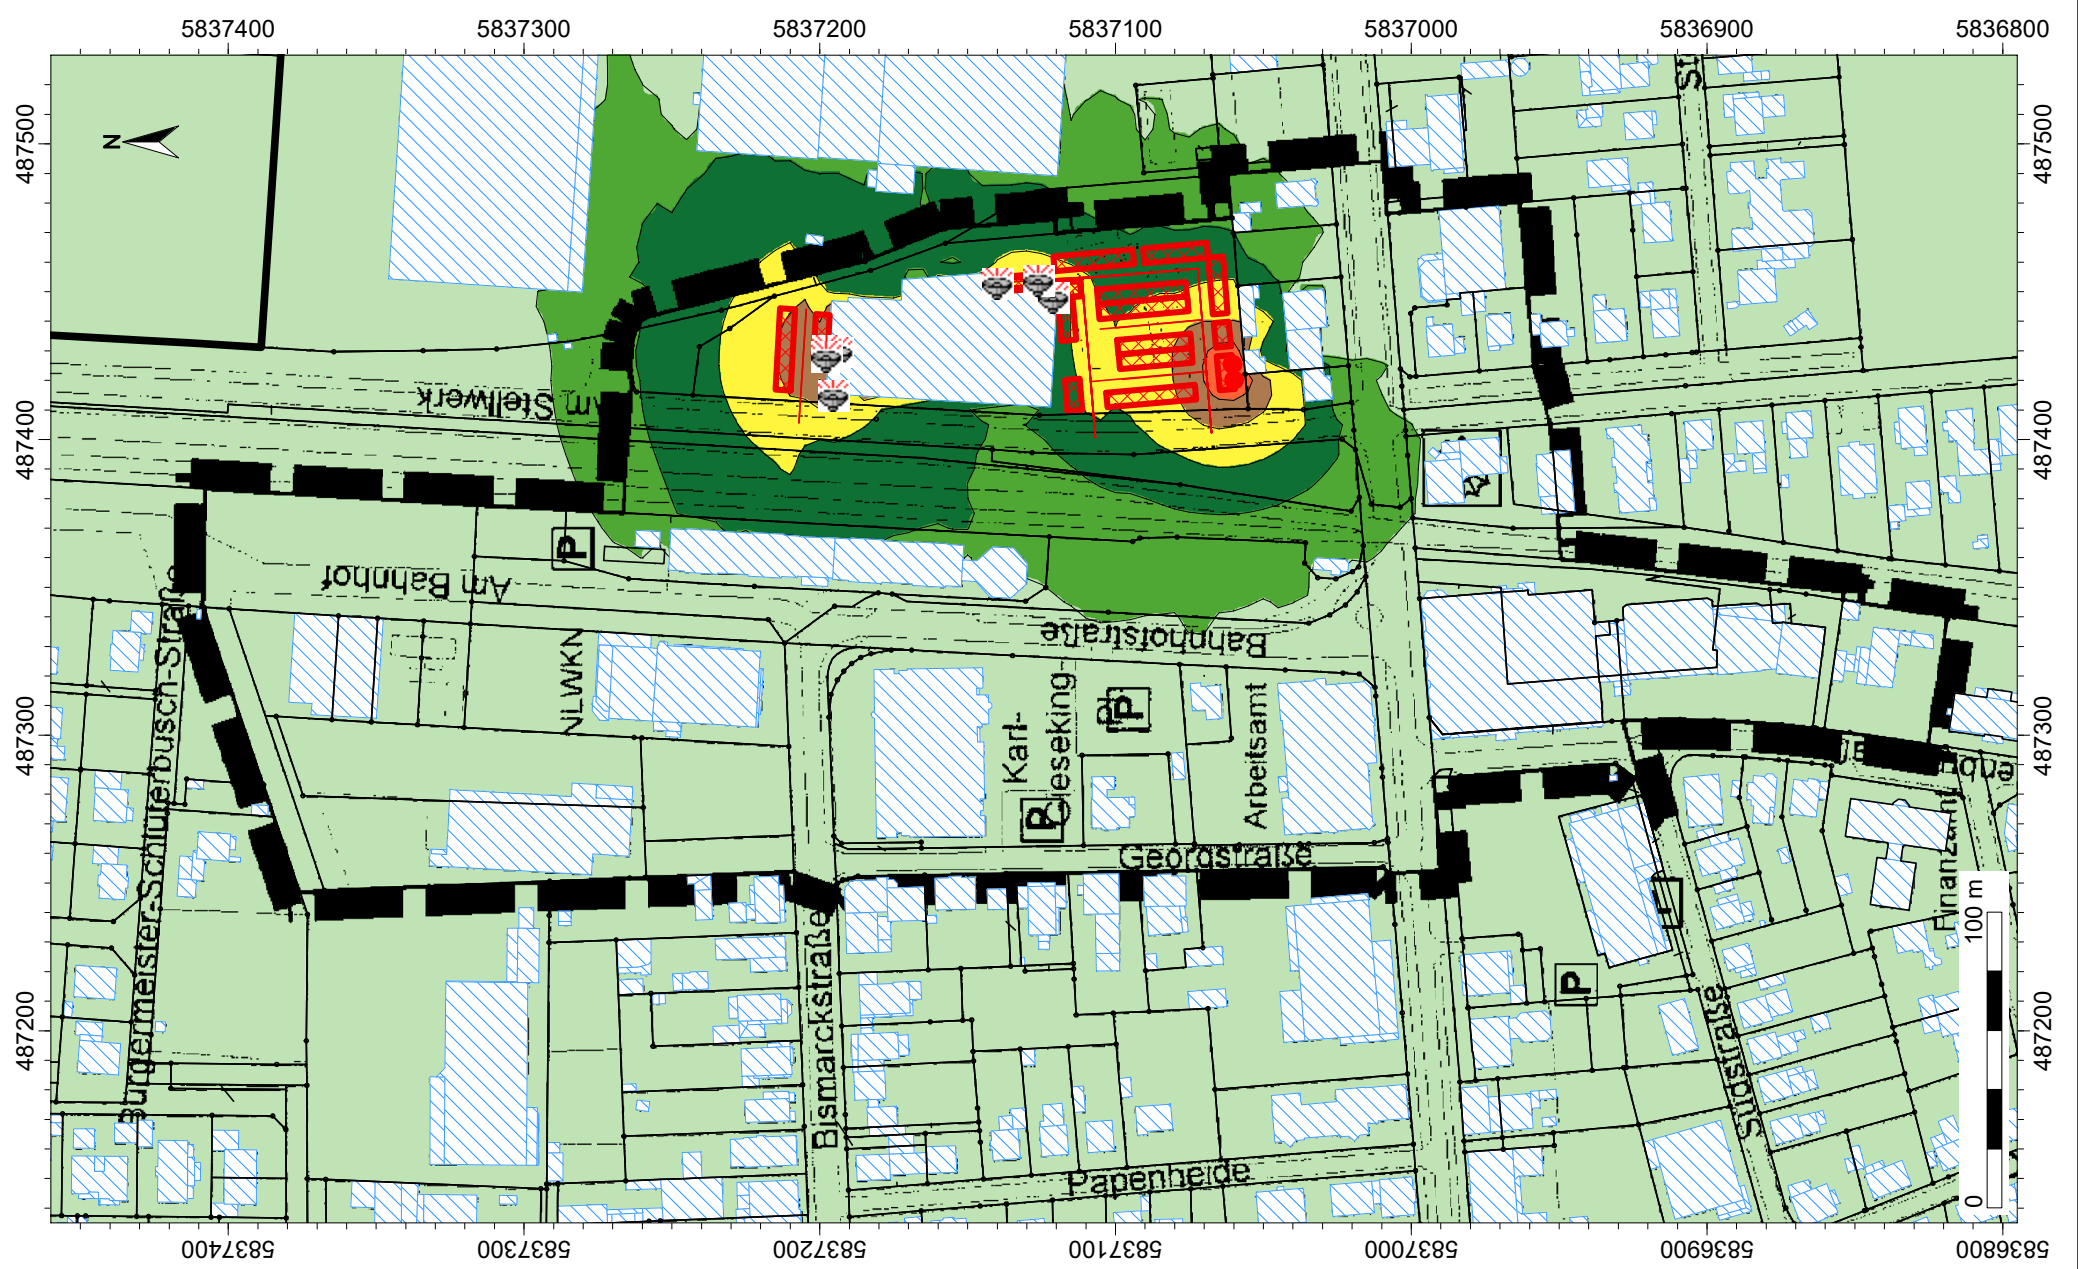 5837400 5837300 5837200 5837100 5837000 5836900 5836800
487500
487500
N
Am Stellwerk
487400
487400
P
Am Bahnhof
Bahnhofstraße
NLWKN
Bürgermeister-Schlüterbusch-Straße
Karl-
Gieseking
P
Arbeitsamt
487300
487300
P
Georgstraße
Finanzamt
Bismarckstraße
P
100 m
0
Südstraße
487200
487200
Papenheide
5837400 5837300 5837200 5837100 5837000 5836900 5836800